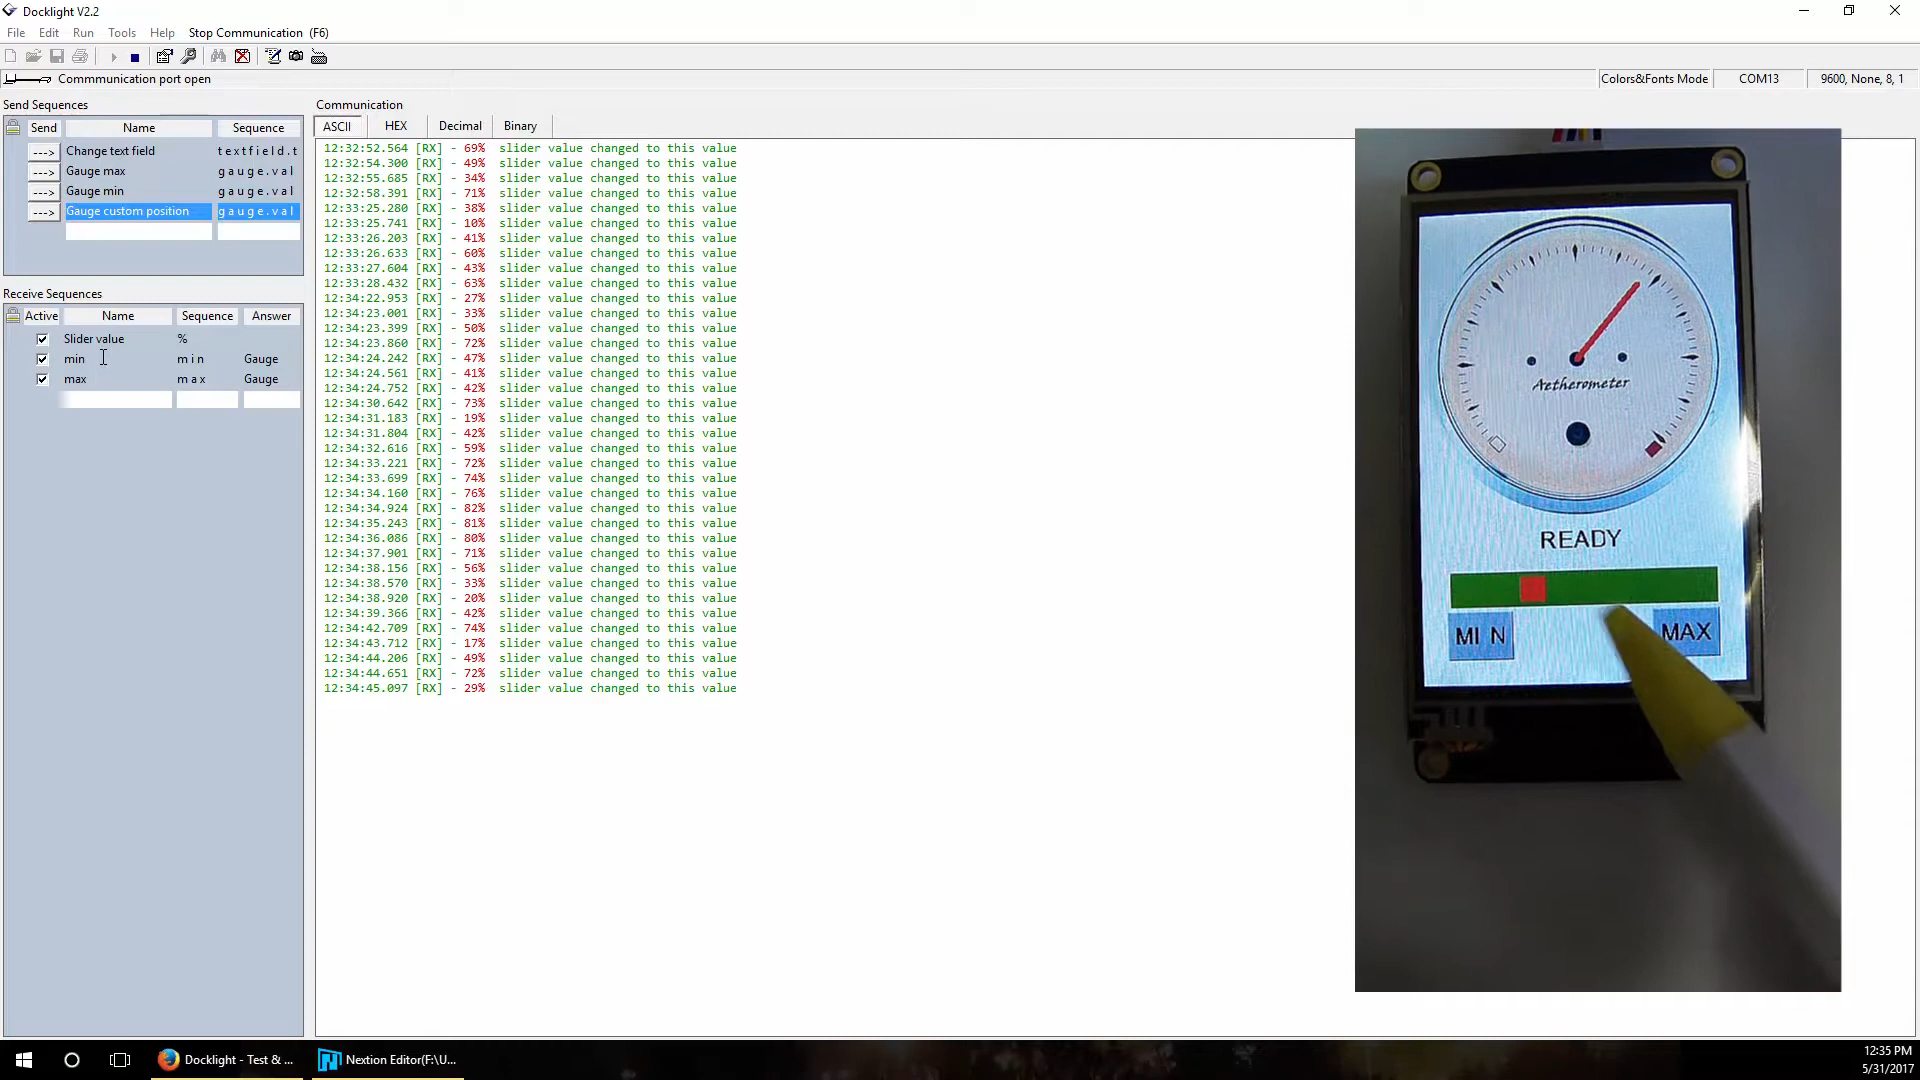 Docklight V2.2
File Edit Run Tools Help Stop Communication (F6)
Commmunication port open
Colors&Fonts Mode COM13 9600, None, 8, 1
Send Sequences
Send Name Sequence
---> Change text field textfield.t
---> Gauge max gauge.val
---> Gauge min gauge.val
---> Gauge custom position gauge.val
Receive Sequences
Active Name Sequence Answer
Slider value %
min min Gauge
max max Gauge
Communication
ASCII HEX Decimal Binary
12:32:52.564 [RX] - 69% slider value changed to this value
12:32:54.300 [RX] - 49% slider value changed to this value
12:32:55.685 [RX] - 34% slider value changed to this value
12:32:58.391 [RX] - 71% slider value changed to this value
12:33:25.280 [RX] - 38% slider value changed to this value
12:33:25.741 [RX] - 10% slider value changed to this value
12:33:26.203 [RX] - 41% slider value changed to this value
12:33:26.633 [RX] - 60% slider value changed to this value
12:33:27.604 [RX] - 43% slider value changed to this value
12:33:28.432 [RX] - 63% slider value changed to this value
12:34:22.953 [RX] - 27% slider value changed to this value
12:34:23.001 [RX] - 33% slider value changed to this value
12:34:23.399 [RX] - 50% slider value changed to this value
12:34:23.860 [RX] - 72% slider value changed to this value
12:34:24.242 [RX] - 47% slider value changed to this value
12:34:24.561 [RX] - 41% slider value changed to this value
12:34:24.752 [RX] - 42% slider value changed to this value
12:34:30.642 [RX] - 73% slider value changed to this value
12:34:31.183 [RX] - 19% slider value changed to this value
12:34:31.804 [RX] - 42% slider value changed to this value
12:34:32.616 [RX] - 59% slider value changed to this value
12:34:33.221 [RX] - 72% slider value changed to this value
12:34:33.699 [RX] - 74% slider value changed to this value
12:34:34.160 [RX] - 76% slider value changed to this value
12:34:34.924 [RX] - 82% slider value changed to this value
12:34:35.243 [RX] - 81% slider value changed to this value
12:34:36.086 [RX] - 80% slider value changed to this value
12:34:37.901 [RX] - 71% slider value changed to this value
12:34:38.156 [RX] - 56% slider value changed to this value
12:34:38.570 [RX] - 33% slider value changed to this value
12:34:38.920 [RX] - 20% slider value changed to this value
12:34:39.366 [RX] - 42% slider value changed to this value
12:34:42.709 [RX] - 74% slider value changed to this value
12:34:43.712 [RX] - 17% slider value changed to this value
12:34:44.206 [RX] - 49% slider value changed to this value
12:34:44.651 [RX] - 72% slider value changed to this value
12:34:45.097 [RX] - 29% slider value changed to this value
Aetherometer
READY
MIN MAX
Docklight - Test & ... Nextion Editor(F:\U...
12:35 PM
5/31/2017